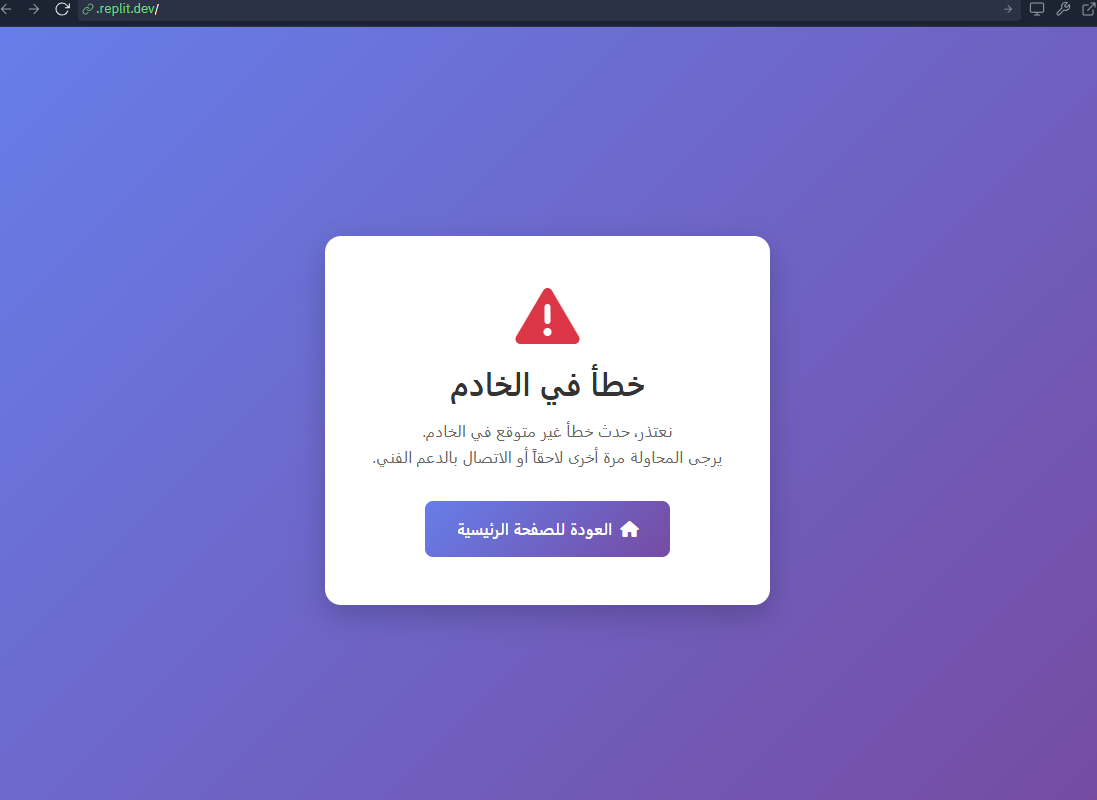 .replit.dev/
خطأ في الخادم
نعتذر، حدث خطأ غير متوقع في الخادم.
يرجى المحاولة مرة أخرى لاحقاً أو الاتصال بالدعم الفني.
العودة للصفحة الرئيسية